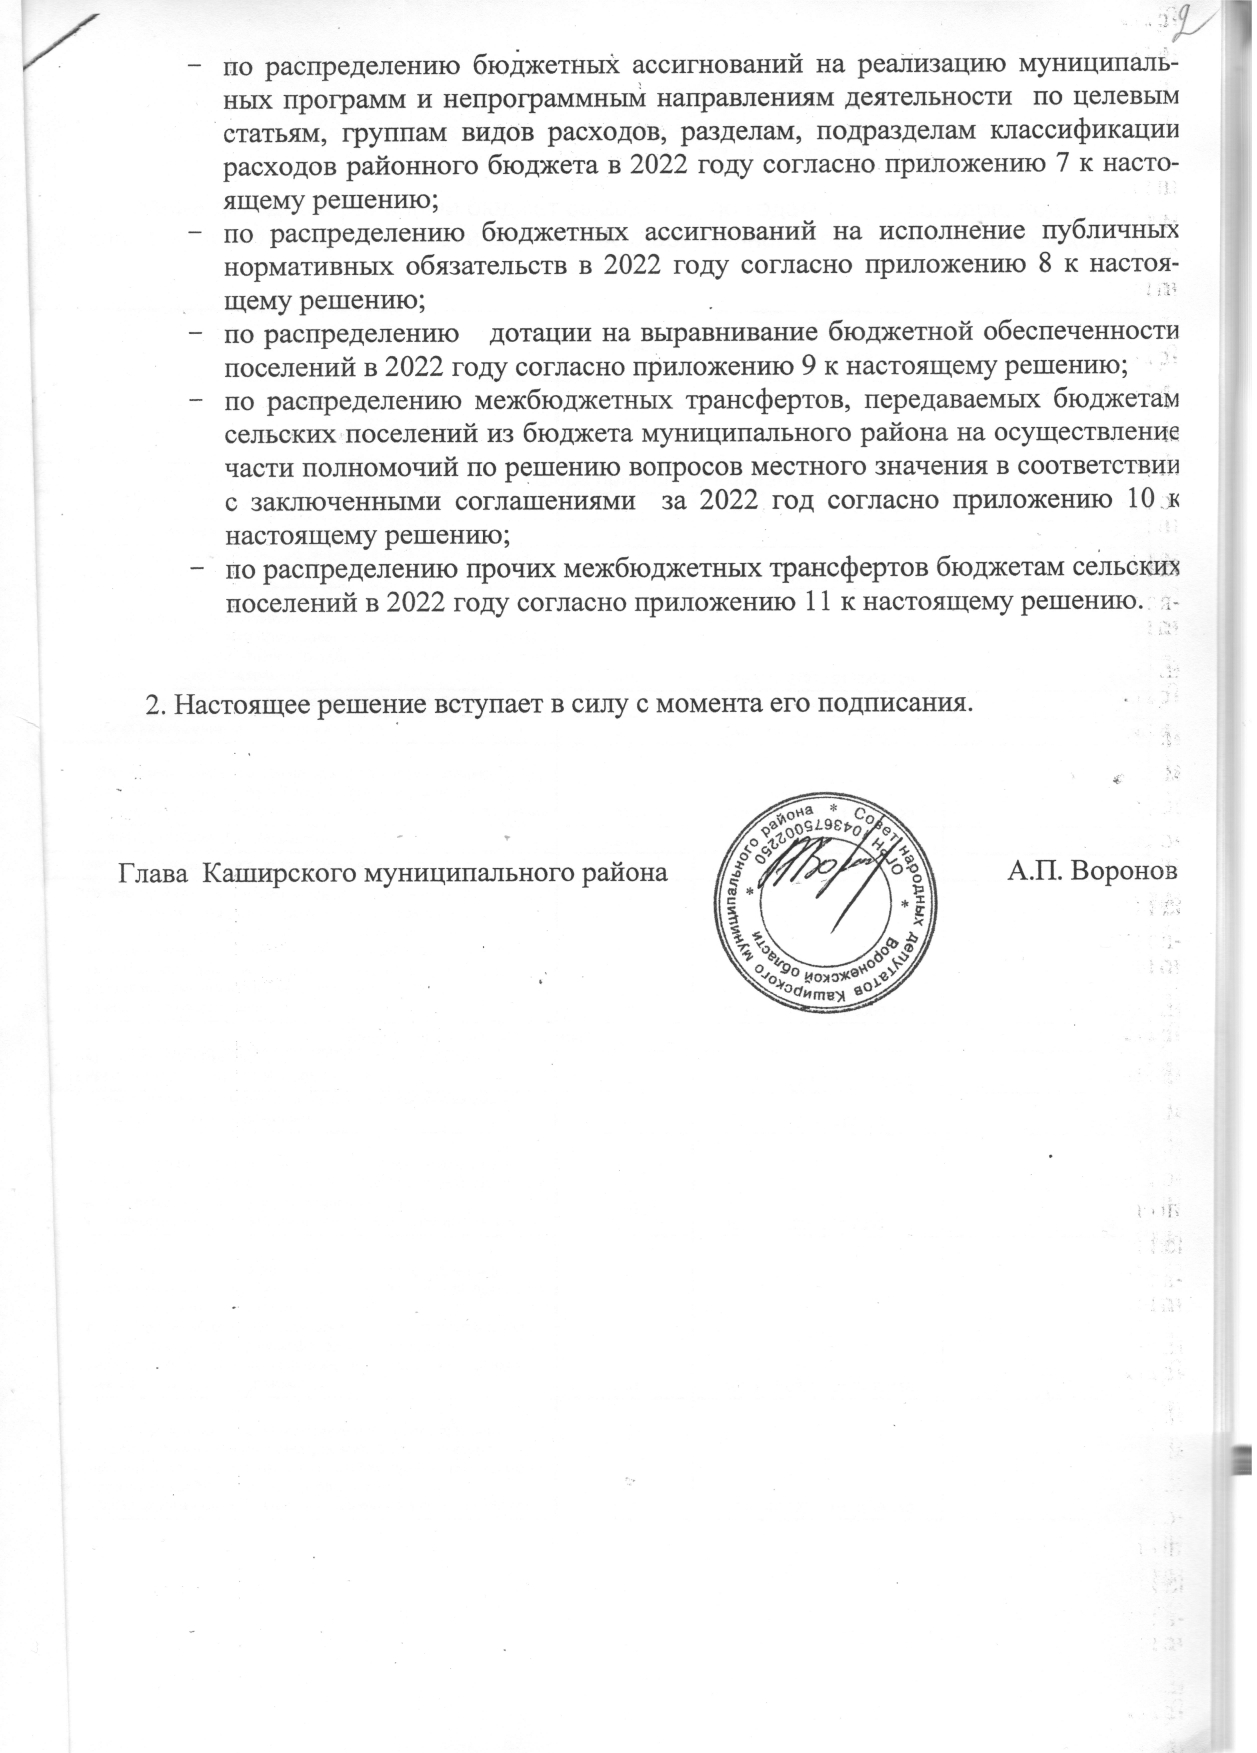 2
− по распределению бюджетных ассигнований на реализацию муниципаль-
ных программ и непрограммным направлениям деятельности по целевым
статьям, группам видов расходов, разделам, подразделам классификации
расходов районного бюджета в 2022 году согласно приложению 7 к насто-
ящему решению;
− по распределению бюджетных ассигнований на исполнение публичных
нормативных обязательств в 2022 году согласно приложению 8 к настоя-
щему решению;
− по распределению дотации на выравнивание бюджетной обеспеченности
поселений в 2022 году согласно приложению 9 к настоящему решению;
− по распределению межбюджетных трансфертов, передаваемых бюджетам
сельских поселений из бюджета муниципального района на осуществление
части полномочий по решению вопросов местного значения в соответствии
с заключенными соглашениями за 2022 год согласно приложению 10 к
настоящему решению;
− по распределению прочих межбюджетных трансфертов бюджетам сельских
поселений в 2022 году согласно приложению 11 к настоящему решению.
2. Настоящее решение вступает в силу с момента его подписания.
Глава Каширского муниципального района
* Совет народных депутатов Каширского муниципального района
* ОГРН 1043675002250 *
Воронежской области
А.П. Воронов